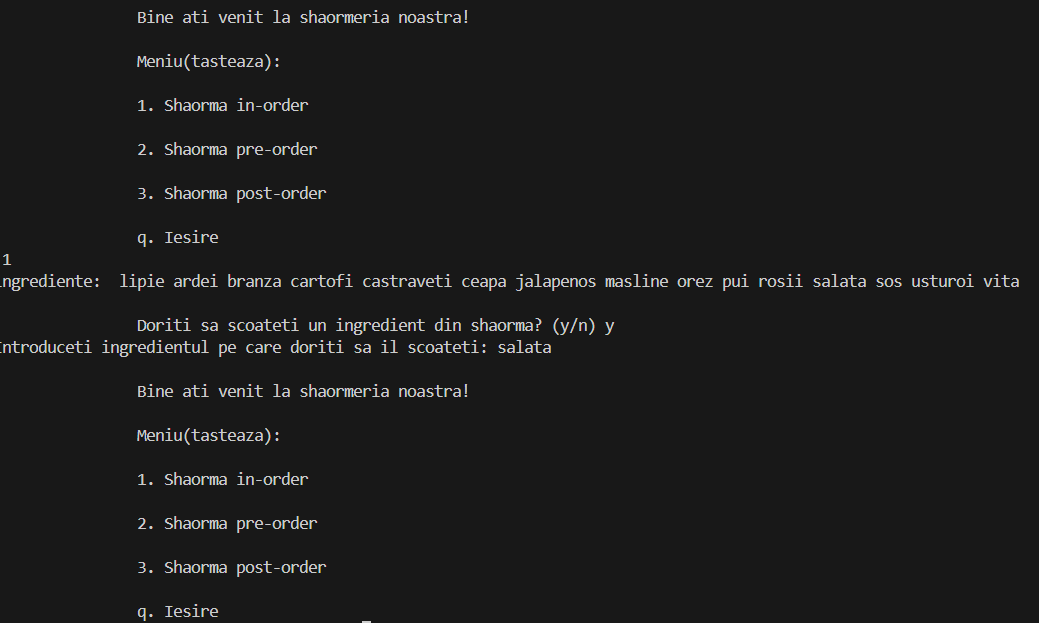 Bine ati venit la shaormeria noastra!
Meniu(tasteaza):
1. Shaorma in-order
2. Shaorma pre-order
3. Shaorma post-order
q. Iesire
1
ingrediente:  lipie ardei branza cartofi castraveti ceapa jalapenos masline orez pui rosii salata sos usturoi vita
Doriti sa scoateti un ingredient din shaorma? (y/n) y
Introduceti ingredientul pe care doriti sa il scoateti: salata
Bine ati venit la shaormeria noastra!
Meniu(tasteaza):
1. Shaorma in-order
2. Shaorma pre-order
3. Shaorma post-order
q. Iesire